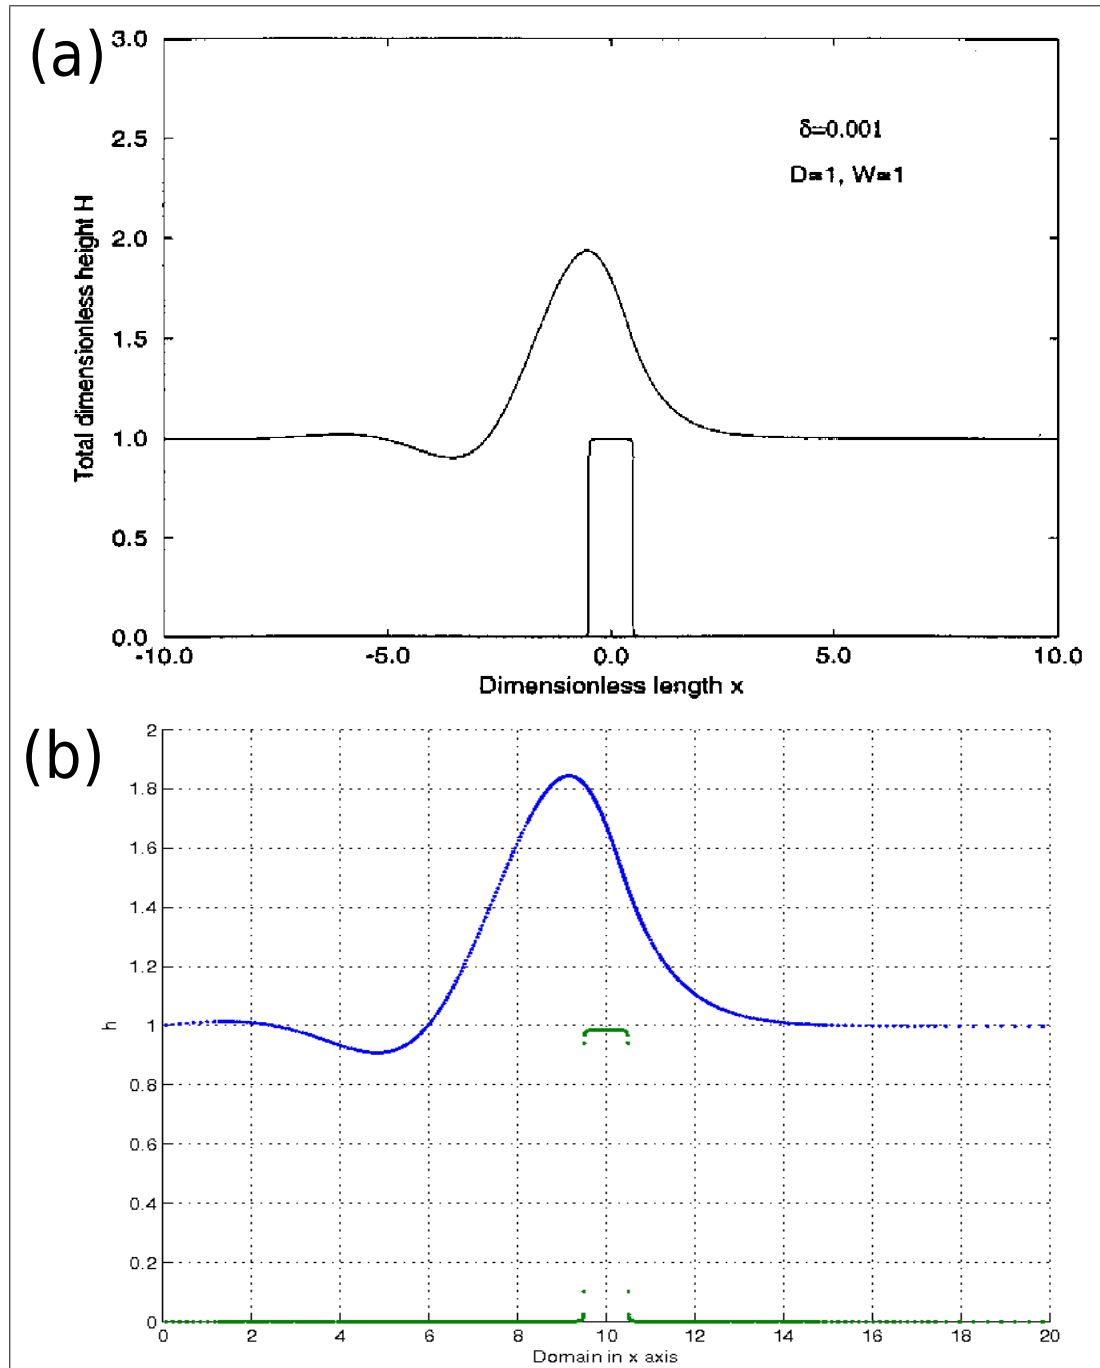 (a)
3.0
δ=0.001
2.5
D=1, W=1
2.0
1.5
1.0
0.5
0.0
Total dimensionless height H
-10.0 -5.0 0.0 5.0 10.0
Dimensionless length x
(b)
2
1.8
1.6
1.4
1.2
1
0.8
0.6
0.4
0.2
0
h
0 2 4 6 8 10 12 14 16 18 20
Domain in x axis